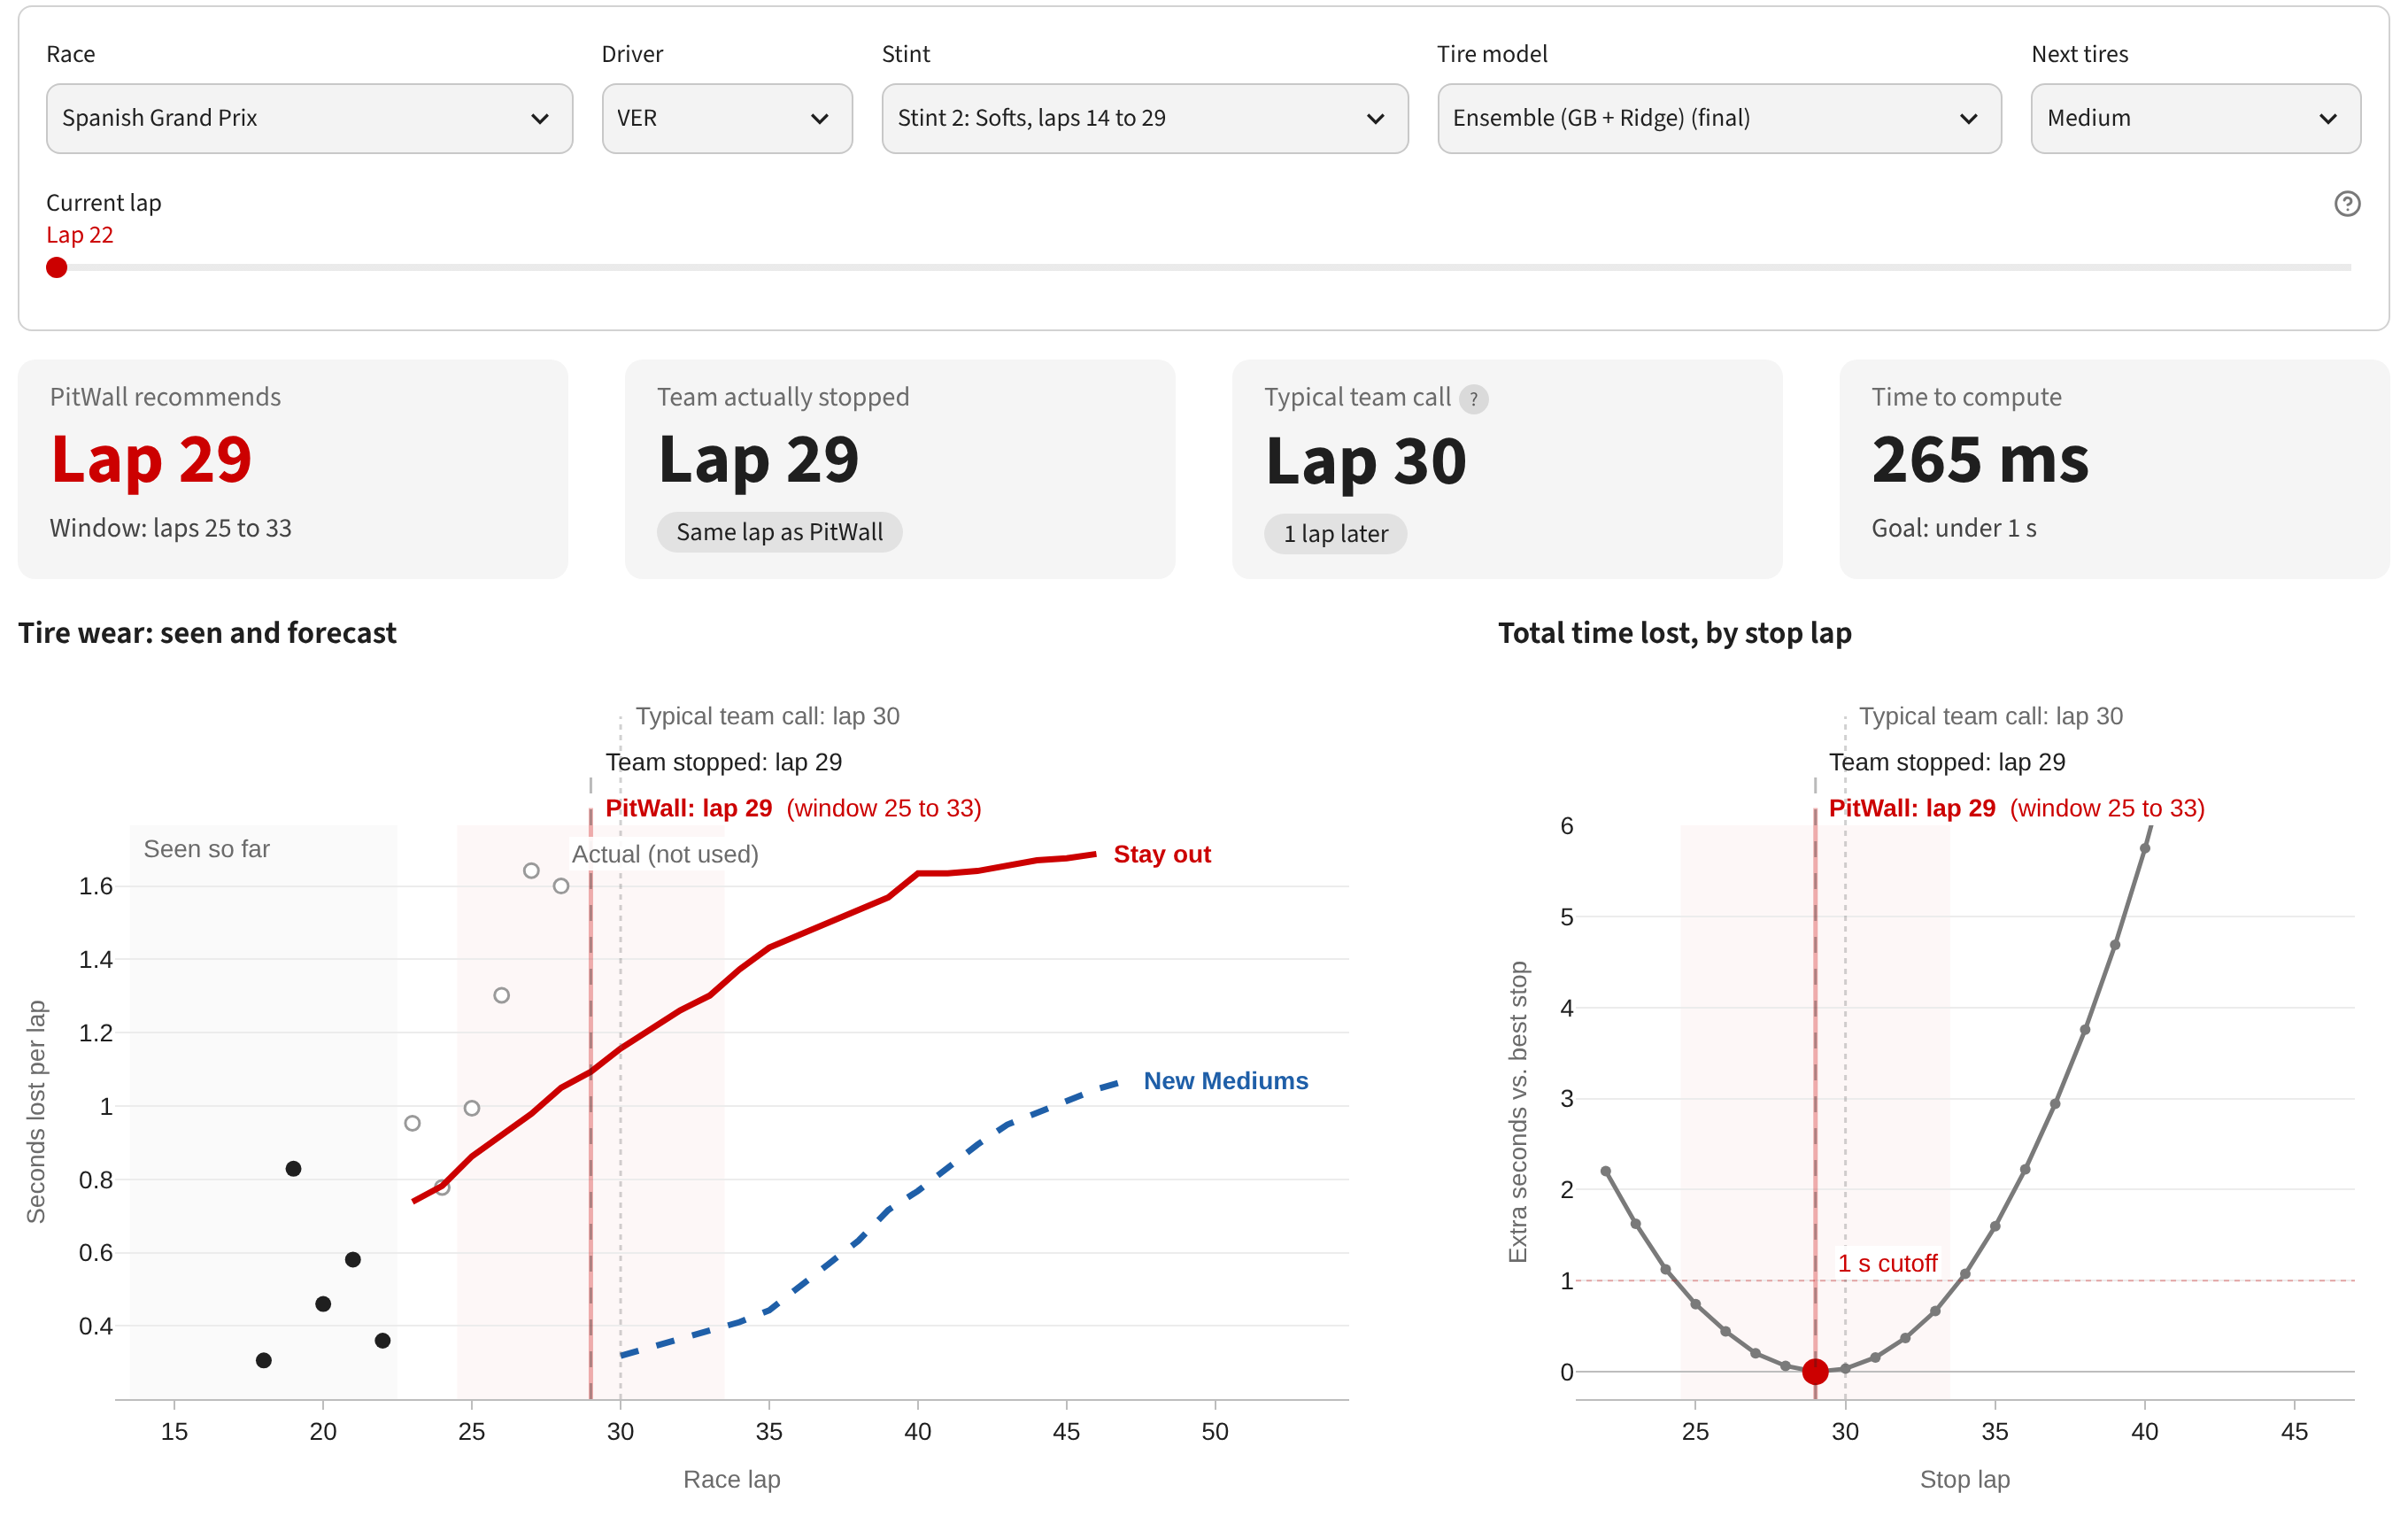 Race Driver Stint Tire model Next tires
Spanish Grand Prix VER Stint 2: Softs, laps 14 to 29 Ensemble (GB + Ridge) (final) Medium
Current lap ?
Lap 22
PitWall recommends
Lap 29
Window: laps 25 to 33
Team actually stopped
Lap 29
Same lap as PitWall
Typical team call ?
Lap 30
1 lap later
Time to compute
265 ms
Goal: under 1 s
Tire wear: seen and forecast
Typical team call: lap 30
Team stopped: lap 29
PitWall: lap 29 (window 25 to 33)
Seen so far
Actual (not used)
Stay out
New Mediums
Seconds lost per lap
1.6
1.4
1.2
1
0.8
0.6
0.4
15 20 25 30 35 40 45 50
Race lap
Total time lost, by stop lap
Typical team call: lap 30
Team stopped: lap 29
PitWall: lap 29 (window 25 to 33)
Extra seconds vs. best stop
6
5
4
3
2
1 s cutoff
1
0
25 30 35 40 45
Stop lap